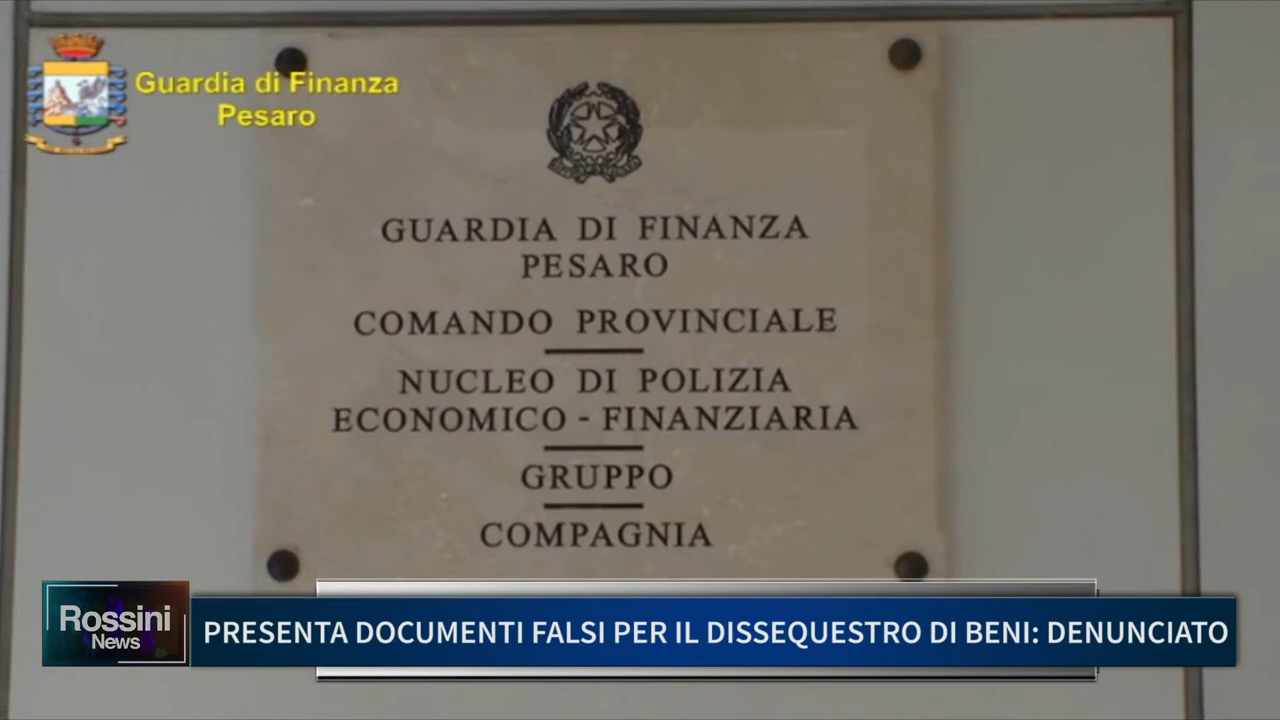 Guardia di Finanza
Pesaro
GUARDIA DI FINANZA
PESARO
COMANDO PROVINCIALE
NUCLEO DI POLIZIA
ECONOMICO - FINANZIARIA
GRUPPO
COMPAGNIA
Rossini
News
PRESENTA DOCUMENTI FALSI PER IL DISSEQUESTRO DI BENI: DENUNCIATO